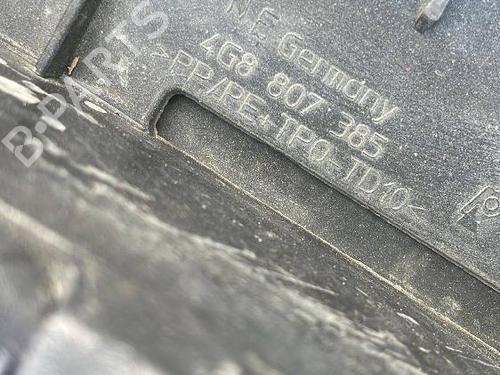 N.E Germany
4G8 807 385
>PP/PE+TPO-TD10<
B-PARTS